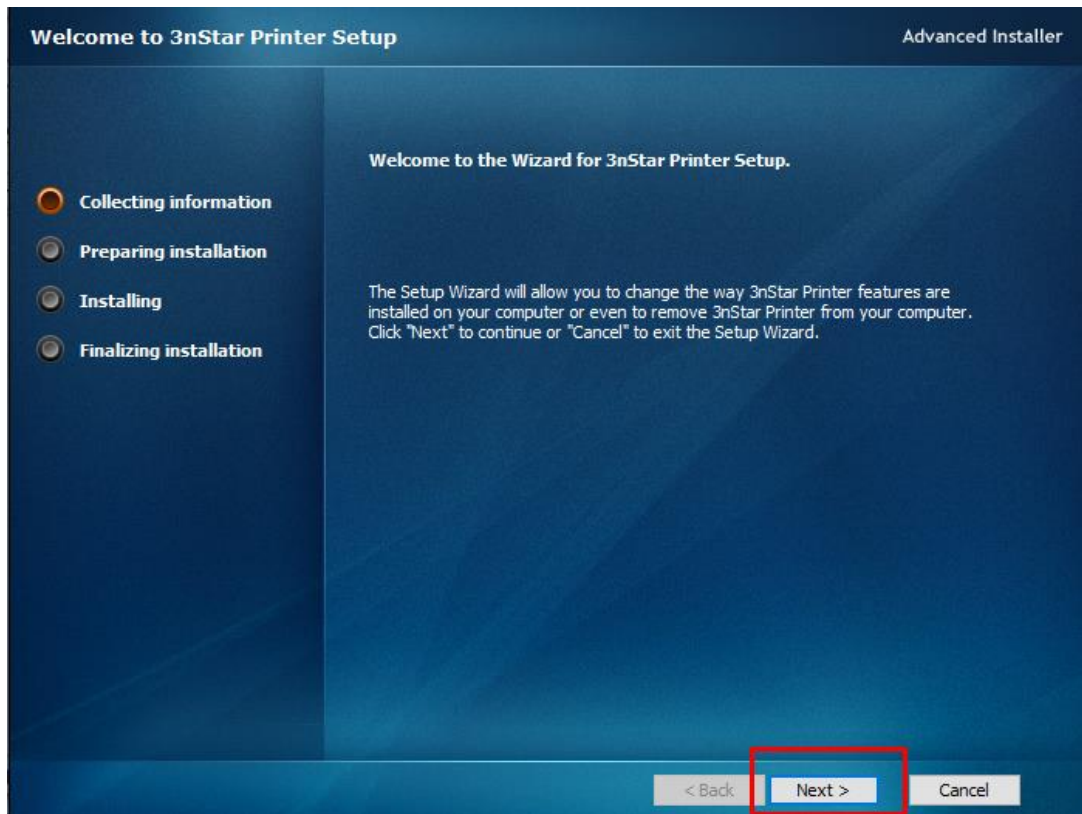 Welcome to 3nStar Printer Setup
Advanced Installer
Welcome to the Wizard for 3nStar Printer Setup.
Collecting information
Preparing installation
Installing
Finalizing installation
The Setup Wizard will allow you to change the way 3nStar Printer features are
installed on your computer or even to remove 3nStar Printer from your computer.
Click "Next" to continue or "Cancel" to exit the Setup Wizard.
< Back
Next >
Cancel